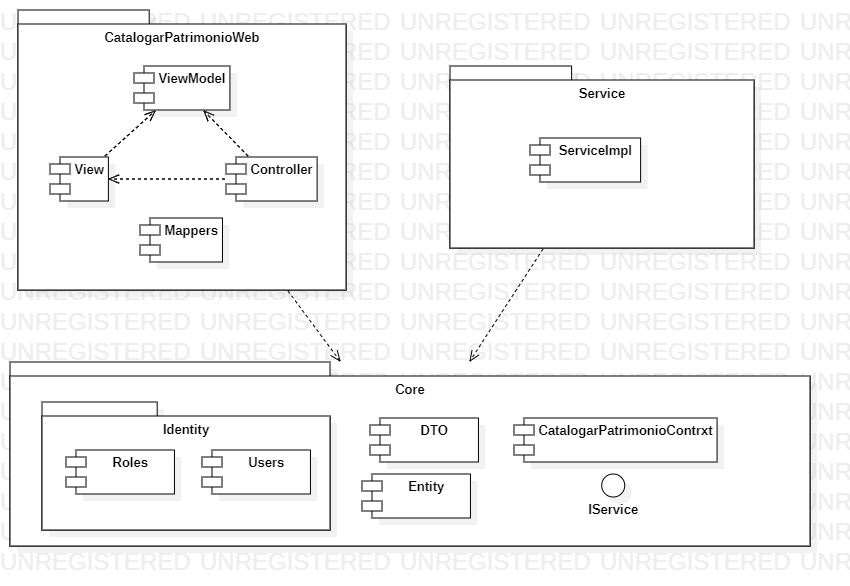 CatalogarPatrimonioWeb
ViewModel
View
Controller
Mappers
Service
ServiceImpl
Core
Identity
Roles
Users
DTO
CatalogarPatrimonioContrxt
Entity
IService
UNREGISTERED UNREGISTERED UNREGISTERED UNREGISTERED UNR